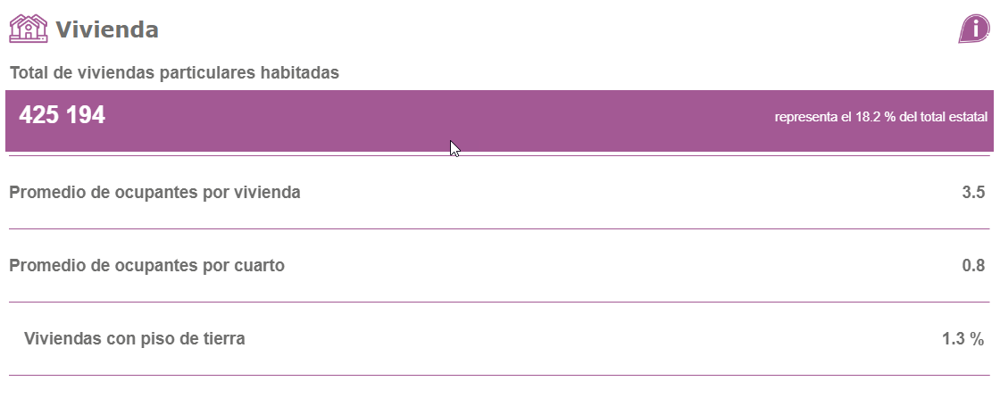 Vivienda
i
Total de viviendas particulares habitadas
425 194 representa el 18.2 % del total estatal
Promedio de ocupantes por vivienda 3.5
Promedio de ocupantes por cuarto 0.8
Viviendas con piso de tierra 1.3 %